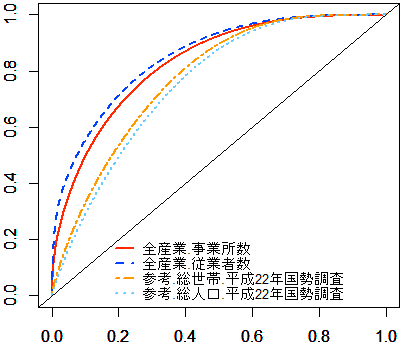 1.0
0.8
0.6
0.4
0.2
0.0
全産業.事業所数
全産業.従業者数
参考.総世帯.平成22年国勢調査
参考.総人口.平成22年国勢調査
0.0 0.2 0.4 0.6 0.8 1.0